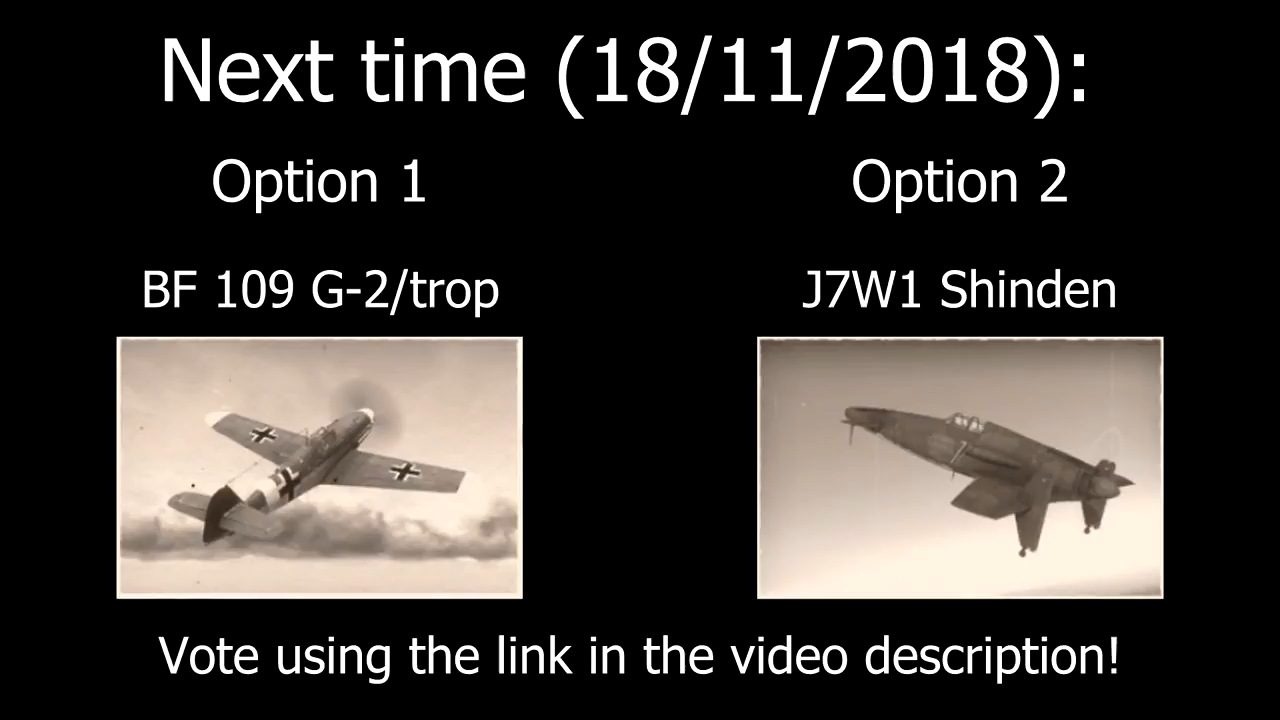 Next time (18/11/2018):
Option 1
Option 2
BF 109 G-2/trop
J7W1 Shinden
Vote using the link in the video description!